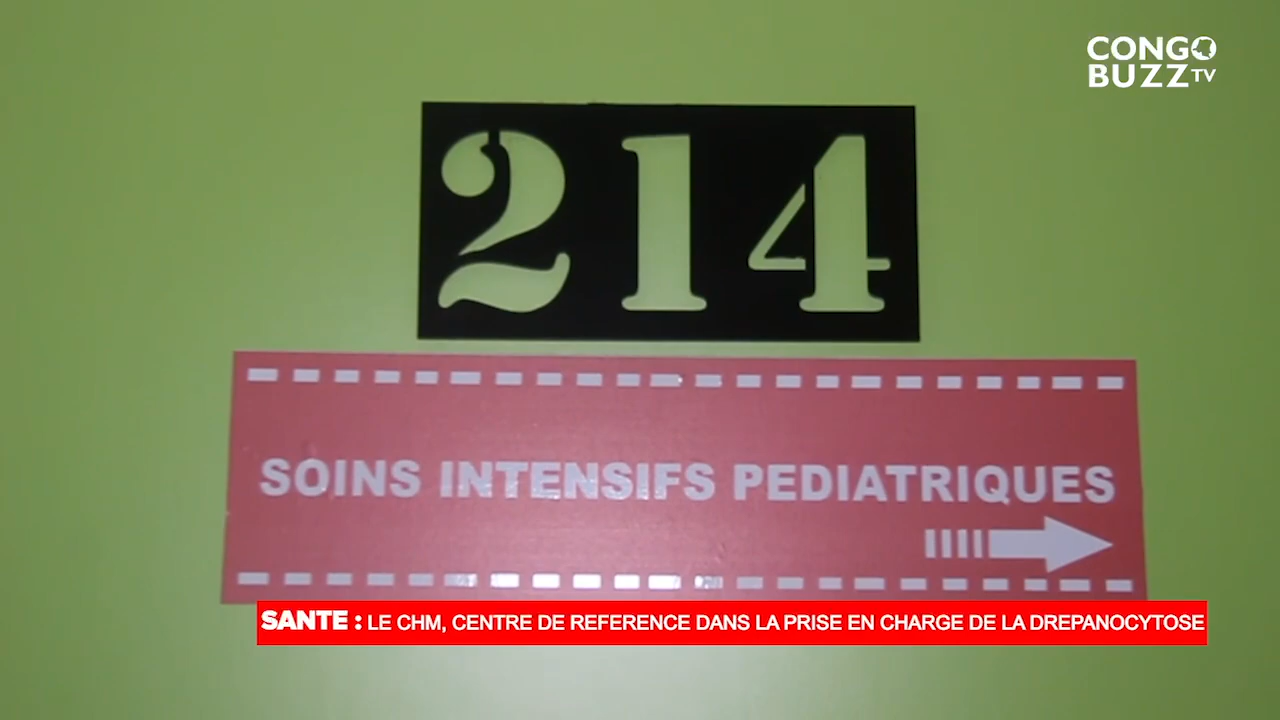 CONGO
BUZZ TV
214
SOINS INTENSIFS PEDIATRIQUES
SANTE : LE CHM, CENTRE DE REFERENCE DANS LA PRISE EN CHARGE DE LA DREPANOCYTOSE